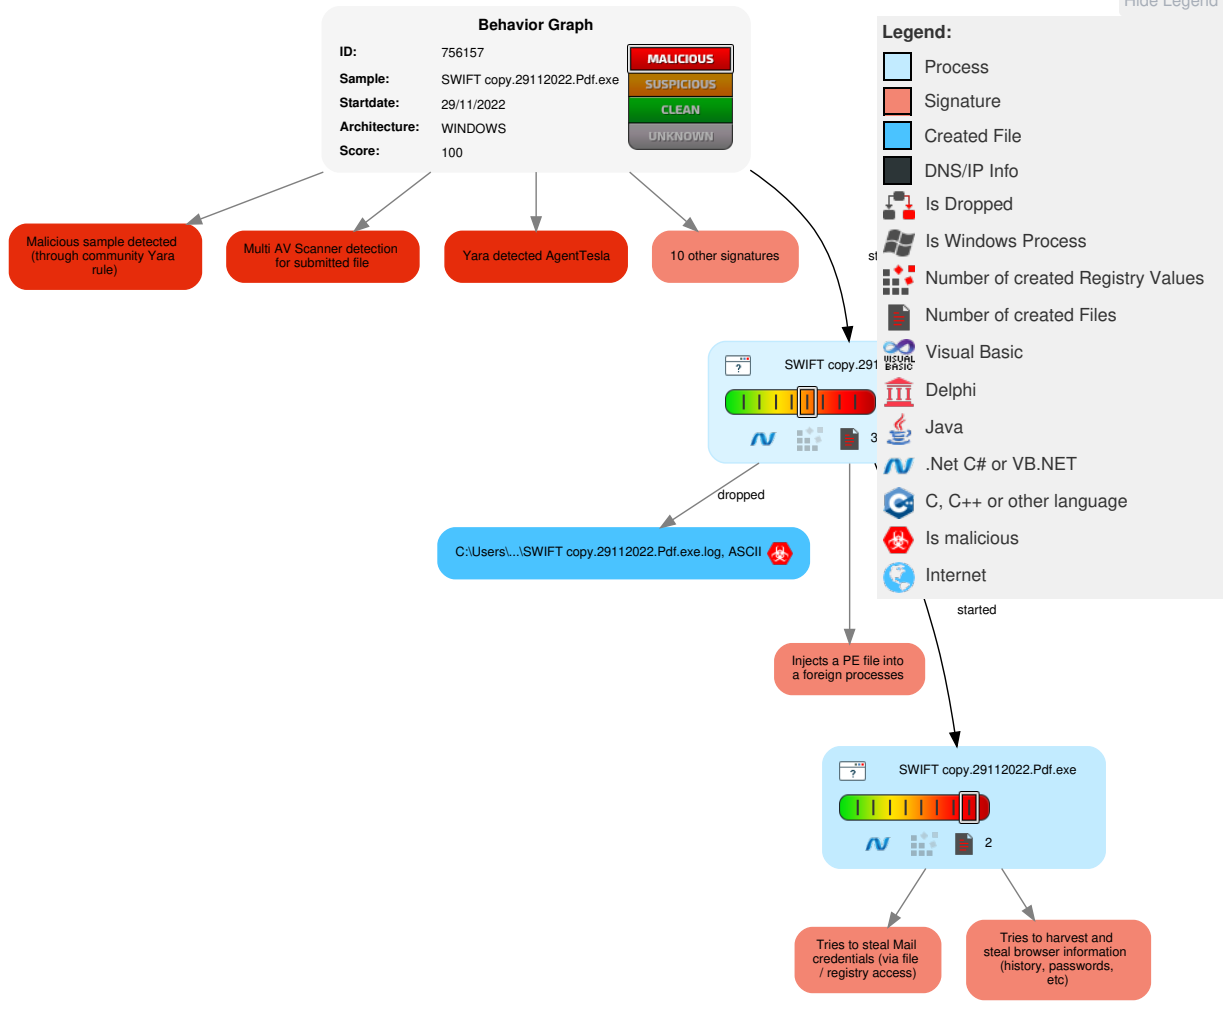 Hide Legend
Behavior Graph
ID: 756157
Sample: SWIFT copy.29112022.Pdf.exe
Startdate: 29/11/2022
Architecture: WINDOWS
Score: 100
MALICIOUS
SUSPICIOUS
CLEAN
UNKNOWN
Legend:
Process
Signature
Created File
DNS/IP Info
Is Dropped
Is Windows Process
Number of created Registry Values
Number of created Files
VISUAL
BASIC
Visual Basic
Delphi
Java
.Net C# or VB.NET
C, C++ or other language
Is malicious
Internet
Malicious sample detected
(through community Yara
rule)
Multi AV Scanner detection
for submitted file
Yara detected AgentTesla
10 other signatures
st
SWIFT copy.291
?
3
dropped
C:\Users\...\SWIFT copy.29112022.Pdf.exe.log, ASCII
started
Injects a PE file into
a foreign processes
SWIFT copy.29112022.Pdf.exe
?
2
Tries to steal Mail
credentials (via file
/ registry access)
Tries to harvest and
steal browser information
(history, passwords,
etc)